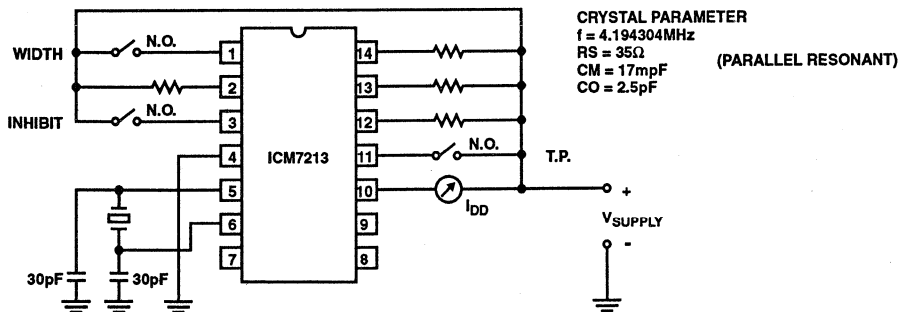 CRYSTAL PARAMETER
f = 4.194304MHz
RS = 35Ω
CM = 17mpF
CO = 2.5pF
(PARALLEL RESONANT)
WIDTH
N.O.
1
14
2
13
INHIBIT
N.O.
3
12
4
ICM7213
11
N.O.
T.P.
5
10
IDD
+
6
9
VSUPPLY
-
7
8
30pF
30pF